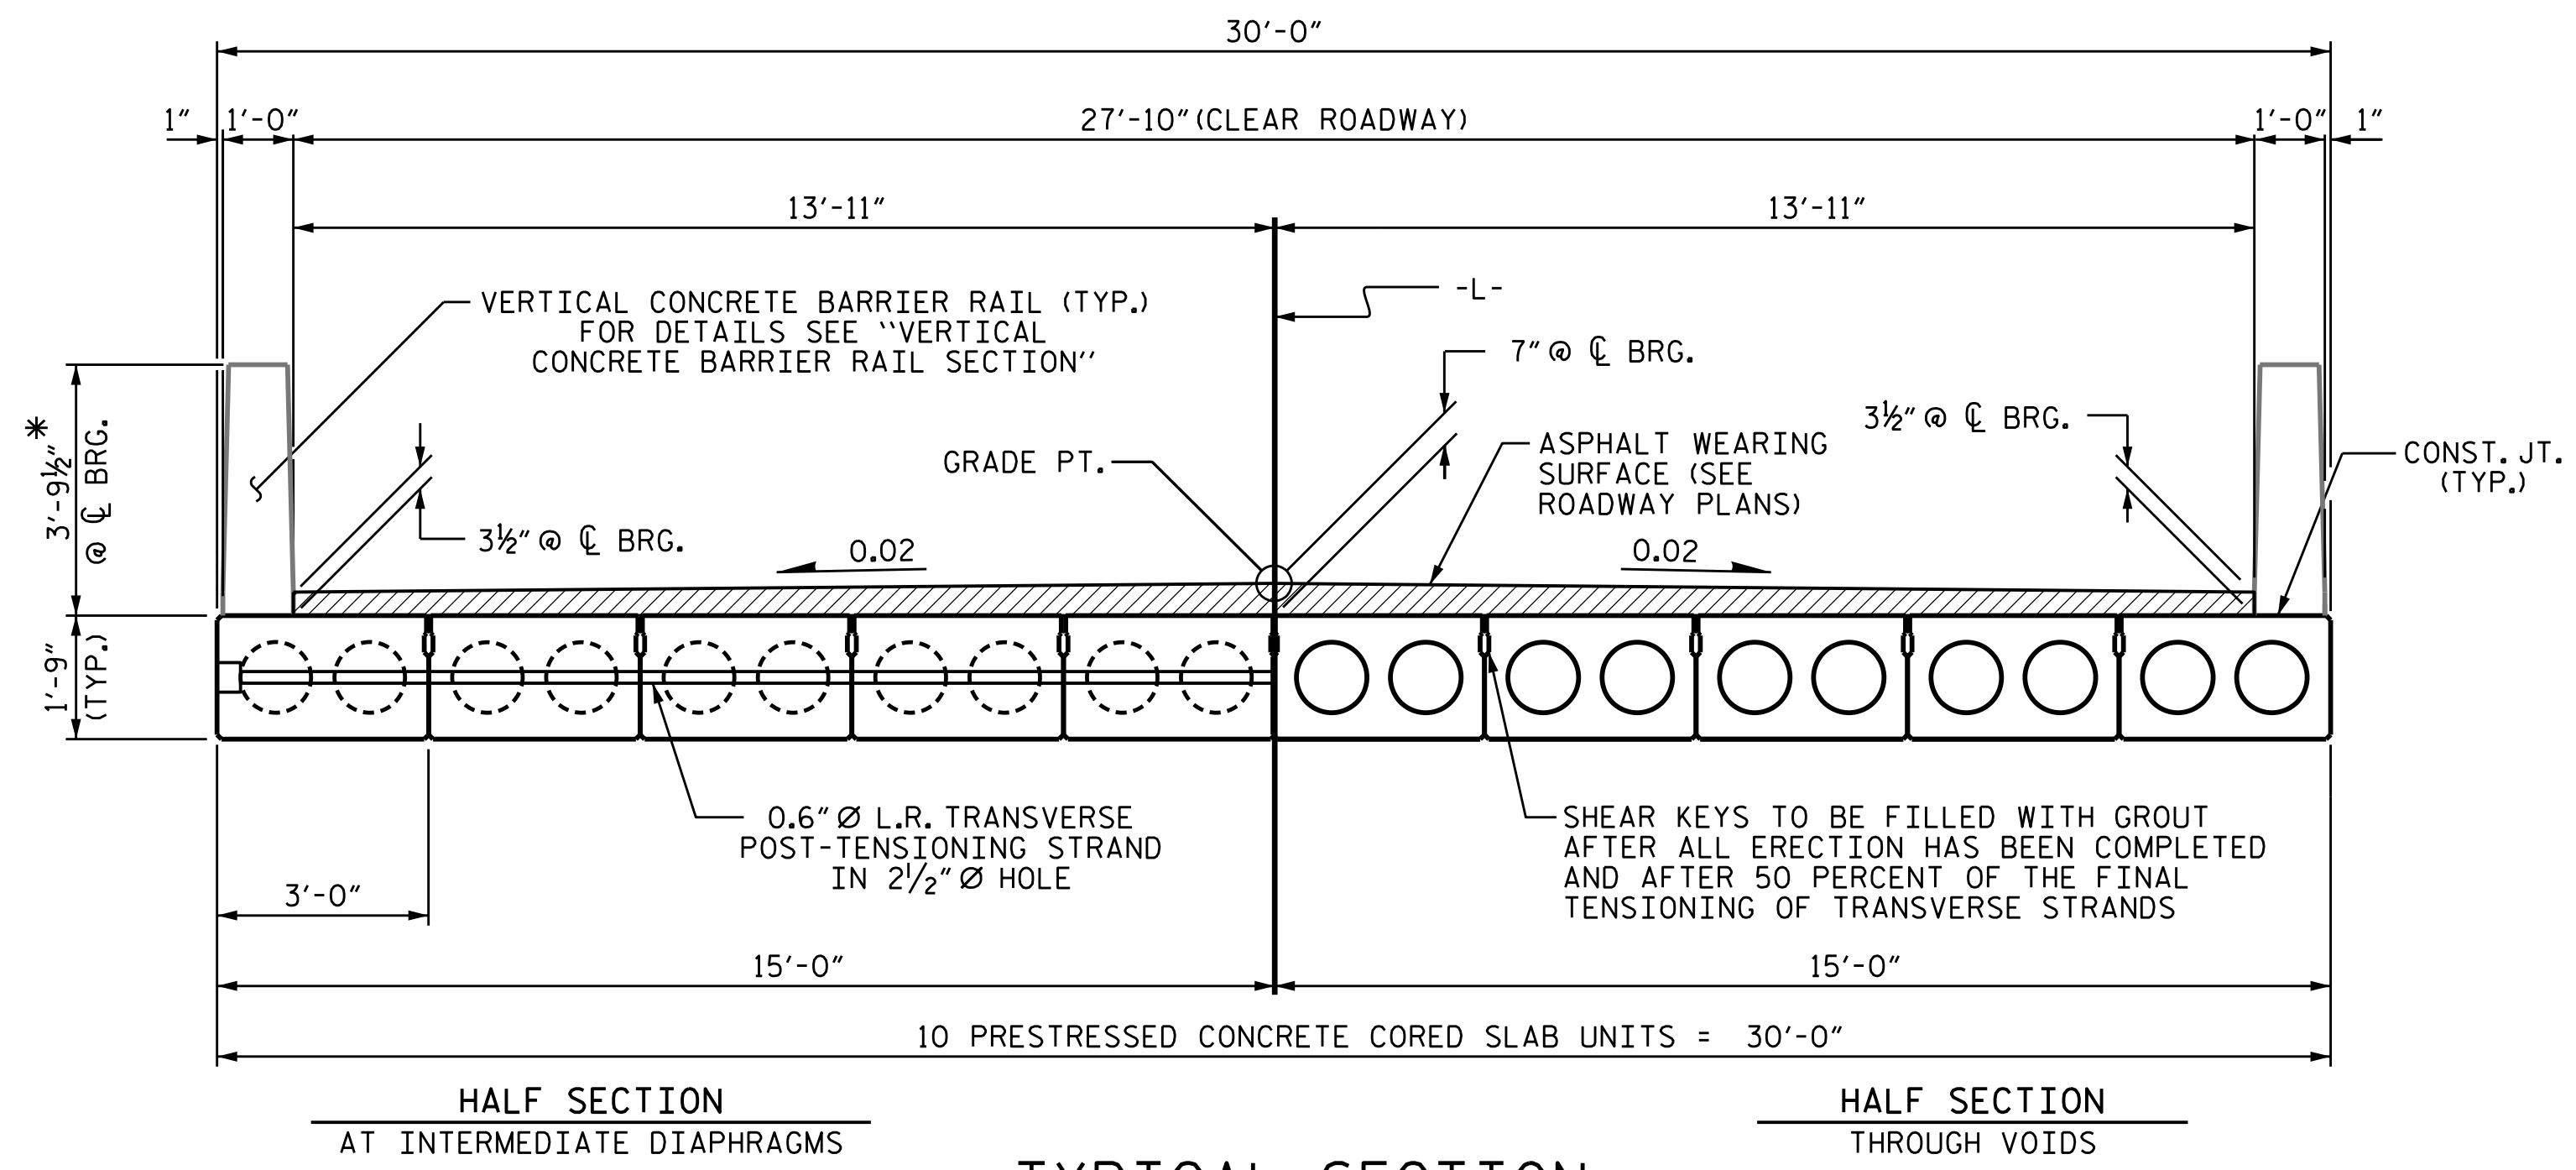 30'-0"
1" 1'-0" 27'-10" (CLEAR ROADWAY) 1'-0" 1"
13'-11" 13'-11"
-L-
VERTICAL CONCRETE BARRIER RAIL (TYP.)
FOR DETAILS SEE "VERTICAL
CONCRETE BARRIER RAIL SECTION"
7" @ ℄ BRG.
3½" @ ℄ BRG.
*
3'-9½"
@ ℄ BRG.
GRADE PT.
ASPHALT WEARING
SURFACE (SEE
ROADWAY PLANS)
CONST. JT.
(TYP.)
3½" @ ℄ BRG.
0.02 0.02
1'-9"
(TYP.)
0.6" Ø L.R. TRANSVERSE
POST-TENSIONING STRAND
IN 2½" Ø HOLE
SHEAR KEYS TO BE FILLED WITH GROUT
AFTER ALL ERECTION HAS BEEN COMPLETED
AND AFTER 50 PERCENT OF THE FINAL
TENSIONING OF TRANSVERSE STRANDS
3'-0"
15'-0" 15'-0"
10 PRESTRESSED CONCRETE CORED SLAB UNITS = 30'-0"
HALF SECTION
AT INTERMEDIATE DIAPHRAGMS
HALF SECTION
THROUGH VOIDS
TYPICAL SECTION